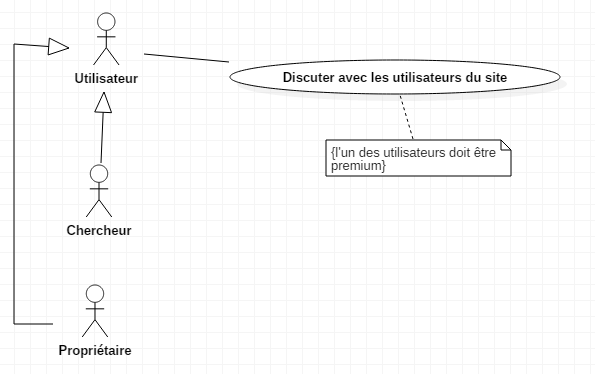 Utilisateur
Discuter avec les utilisateurs du site
{l'un des utilisateurs doit être
premium}
Chercheur
Propriétaire